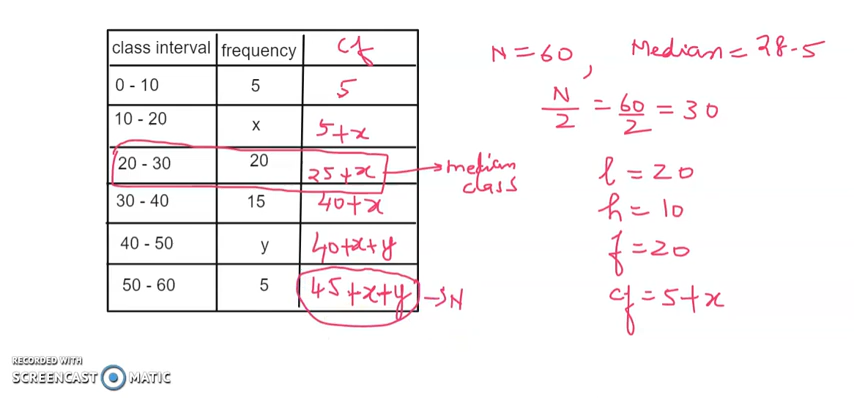 class interval frequency cf
0 - 10 5 5
10 - 20 x 5+x
20 - 30 20 25+x → median class
30 - 40 15 40+x
40 - 50 y 40+x+y
50 - 60 5 45+x+y → N
N = 60, Median = 28.5
N/2 = 60/2 = 30
l = 20
h = 10
f = 20
cf = 5+x
RECORDED WITH
SCREENCAST MATIC